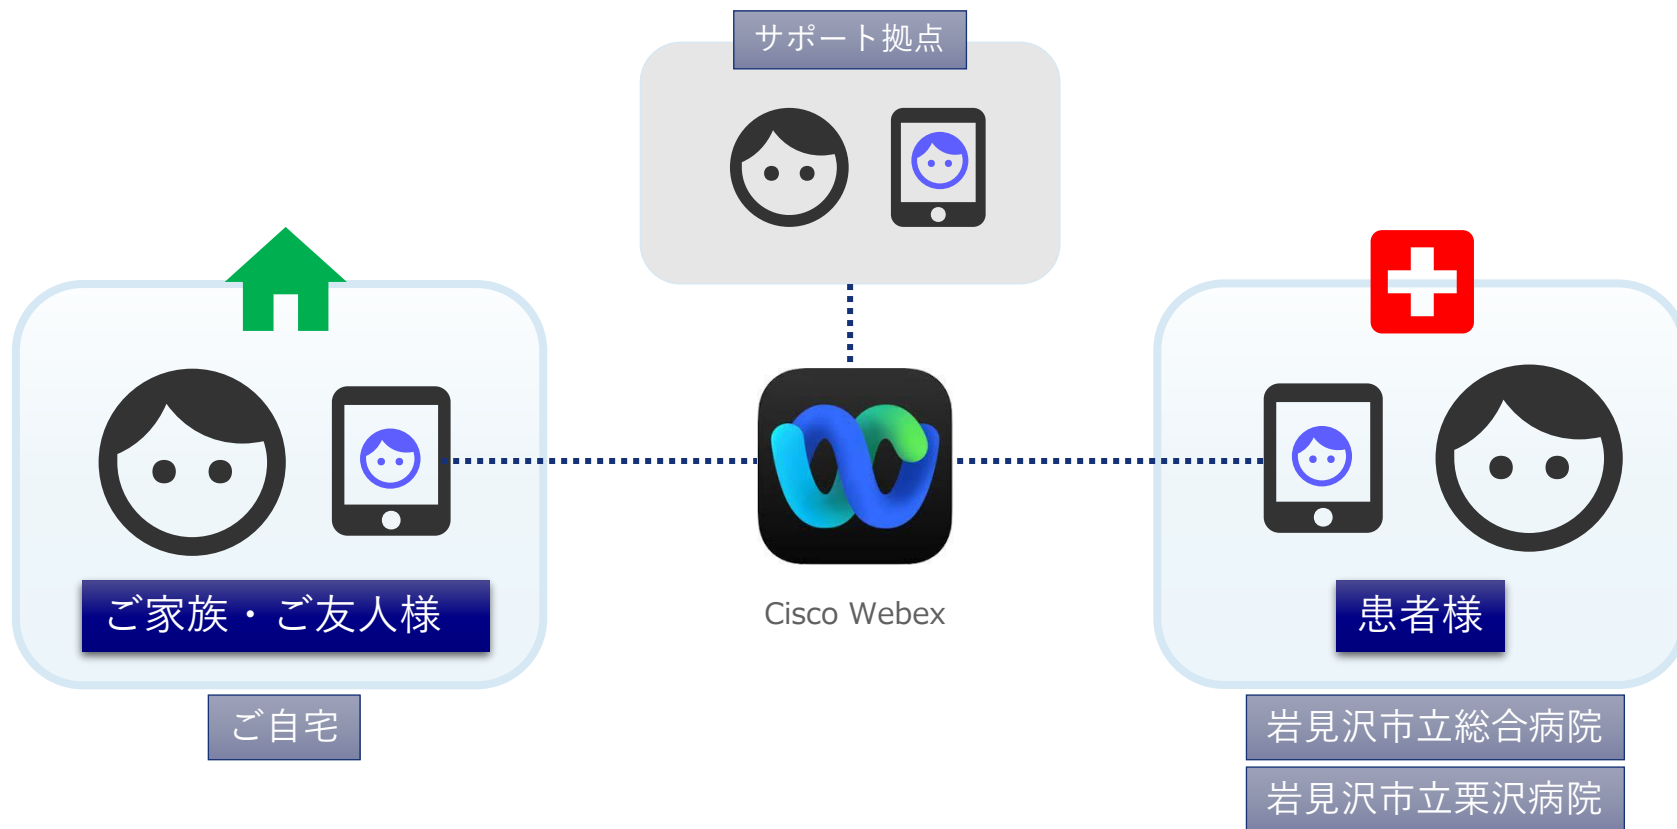 サポート拠点
Cisco Webex
ご家族・ご友人様
ご自宅
患者様
岩見沢市立総合病院
岩見沢市立栗沢病院